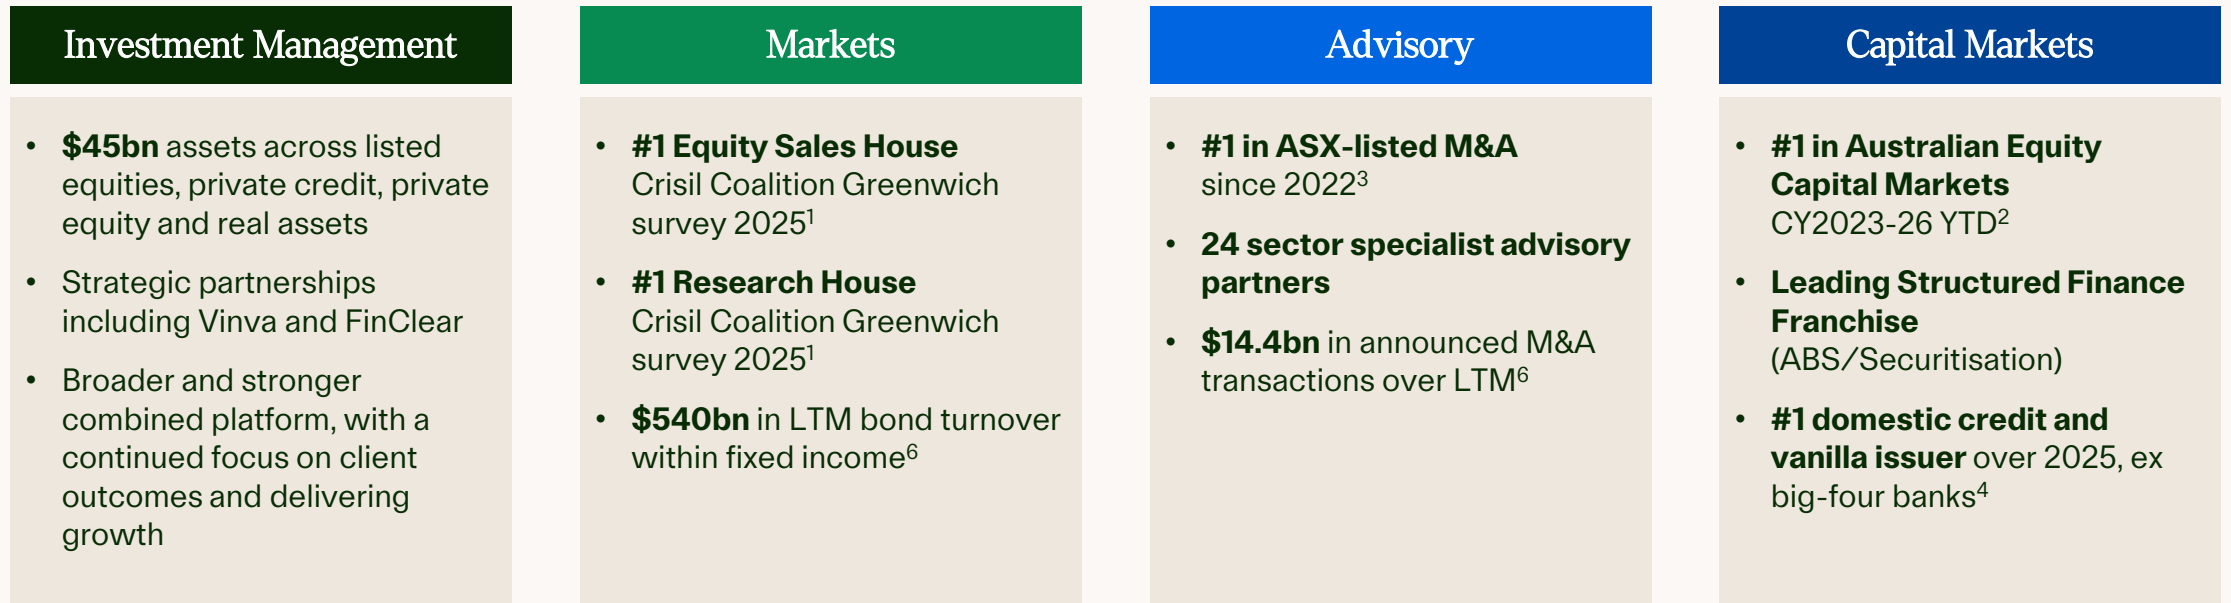 Investment Management
• $45bn assets across listed
equities, private credit, private
equity and real assets
• Strategic partnerships
including Vinva and FinClear
• Broader and stronger
combined platform, with a
continued focus on client
outcomes and delivering
growth
Markets
• #1 Equity Sales House
Crisil Coalition Greenwich
survey 2025¹
• #1 Research House
Crisil Coalition Greenwich
survey 2025¹
• $540bn in LTM bond turnover
within fixed income⁶
Advisory
• #1 in ASX-listed M&A
since 2022³
• 24 sector specialist advisory
partners
• $14.4bn in announced M&A
transactions over LTM⁶
Capital Markets
• #1 in Australian Equity
Capital Markets
CY2023-26 YTD²
• Leading Structured Finance
Franchise
(ABS/Securitisation)
• #1 domestic credit and
vanilla issuer over 2025, ex
big-four banks⁴